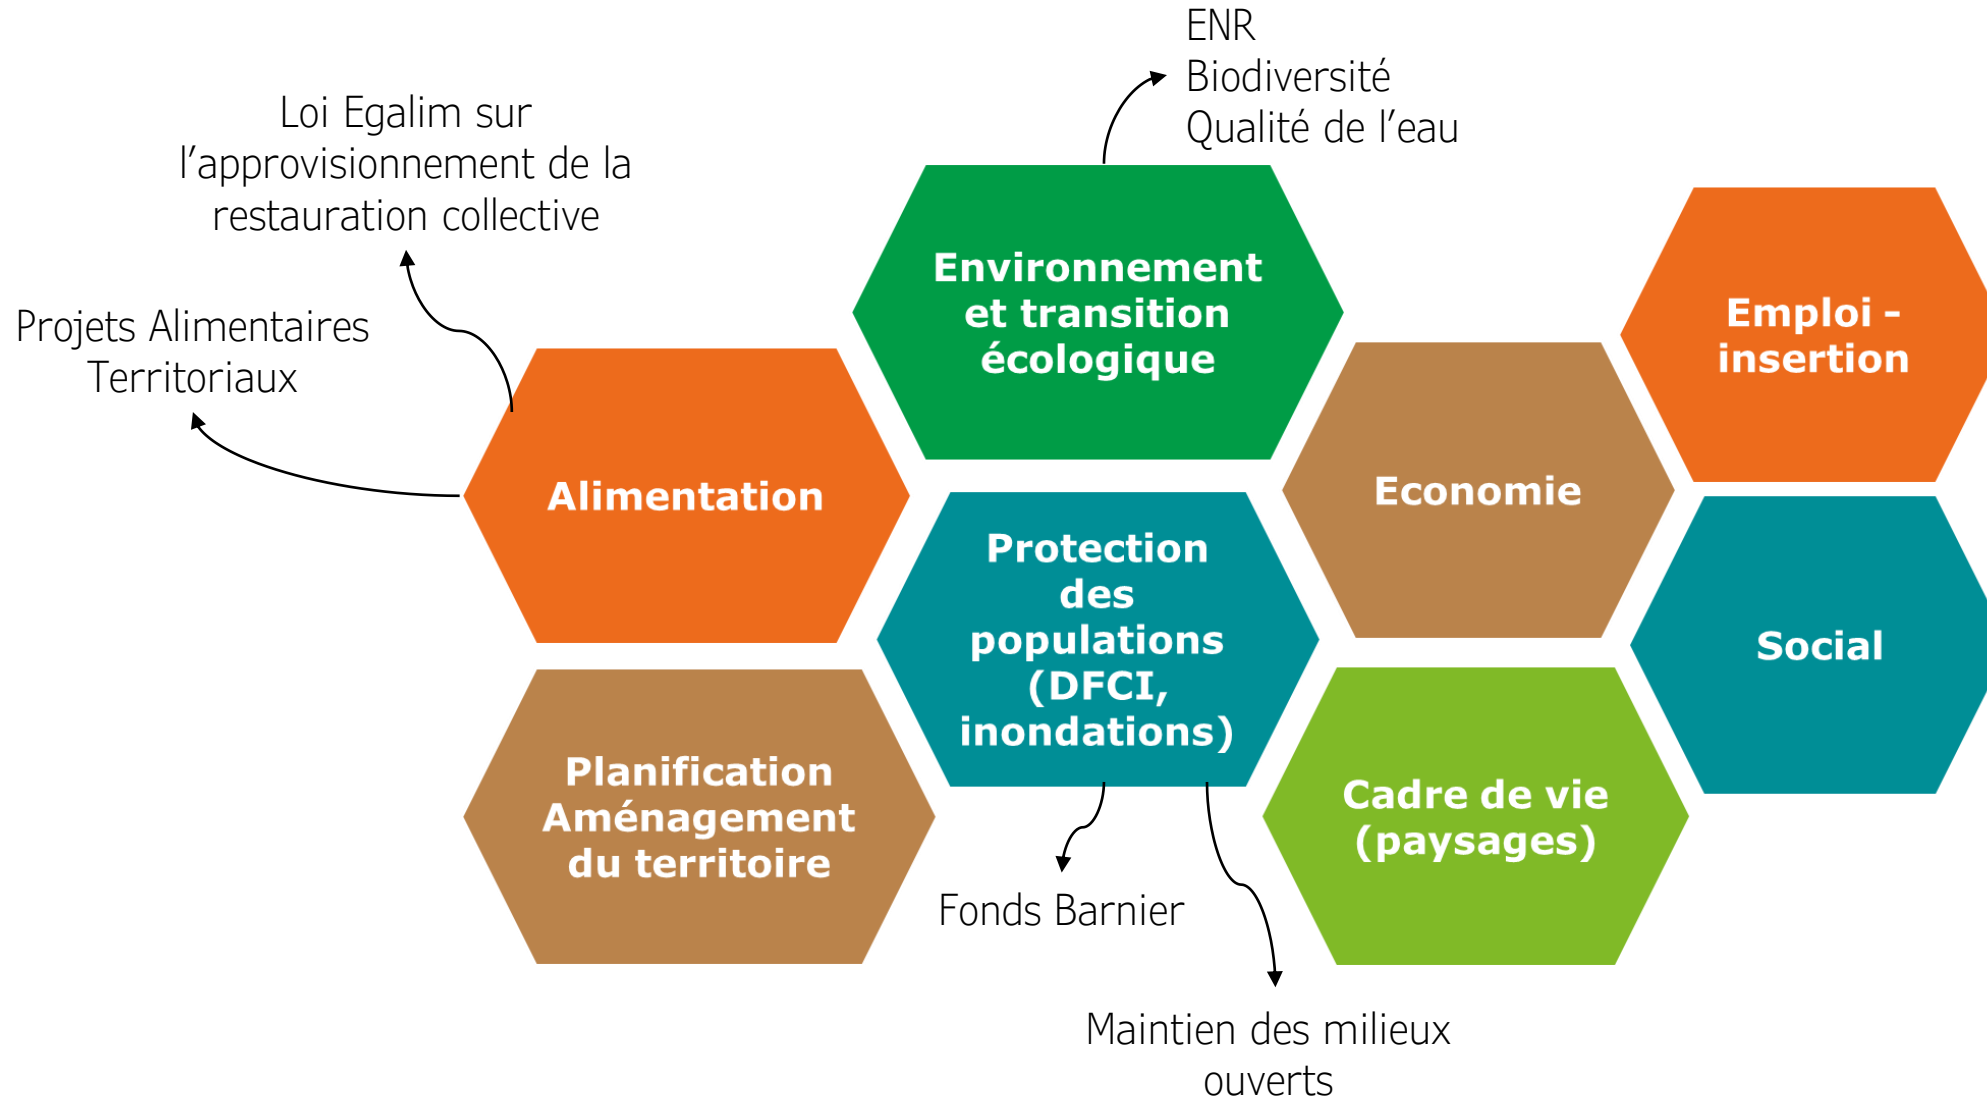 ENR
Biodiversité
Qualité de l’eau
Loi Egalim sur
l’approvisionnement de la
restauration collective
Projets Alimentaires
Territoriaux
Environnement
et transition
écologique
Emploi –
insertion
Alimentation
Economie
Protection
des
populations
(DFCI,
inondations)
Social
Planification
Aménagement
du territoire
Cadre de vie
(paysages)
Fonds Barnier
Maintien des milieux
ouverts